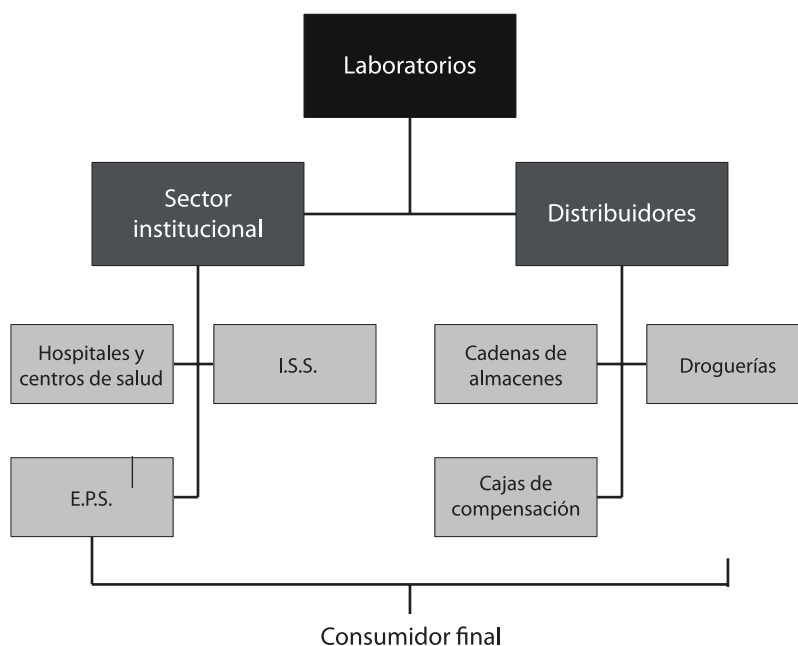 Laboratorios
Sector
institucional
Distribuidores
Hospitales y
centros de salud
I.S.S.
Cadenas de
almacenes
Droguerías
E.P.S.
Cajas de
compensación
Consumidor final